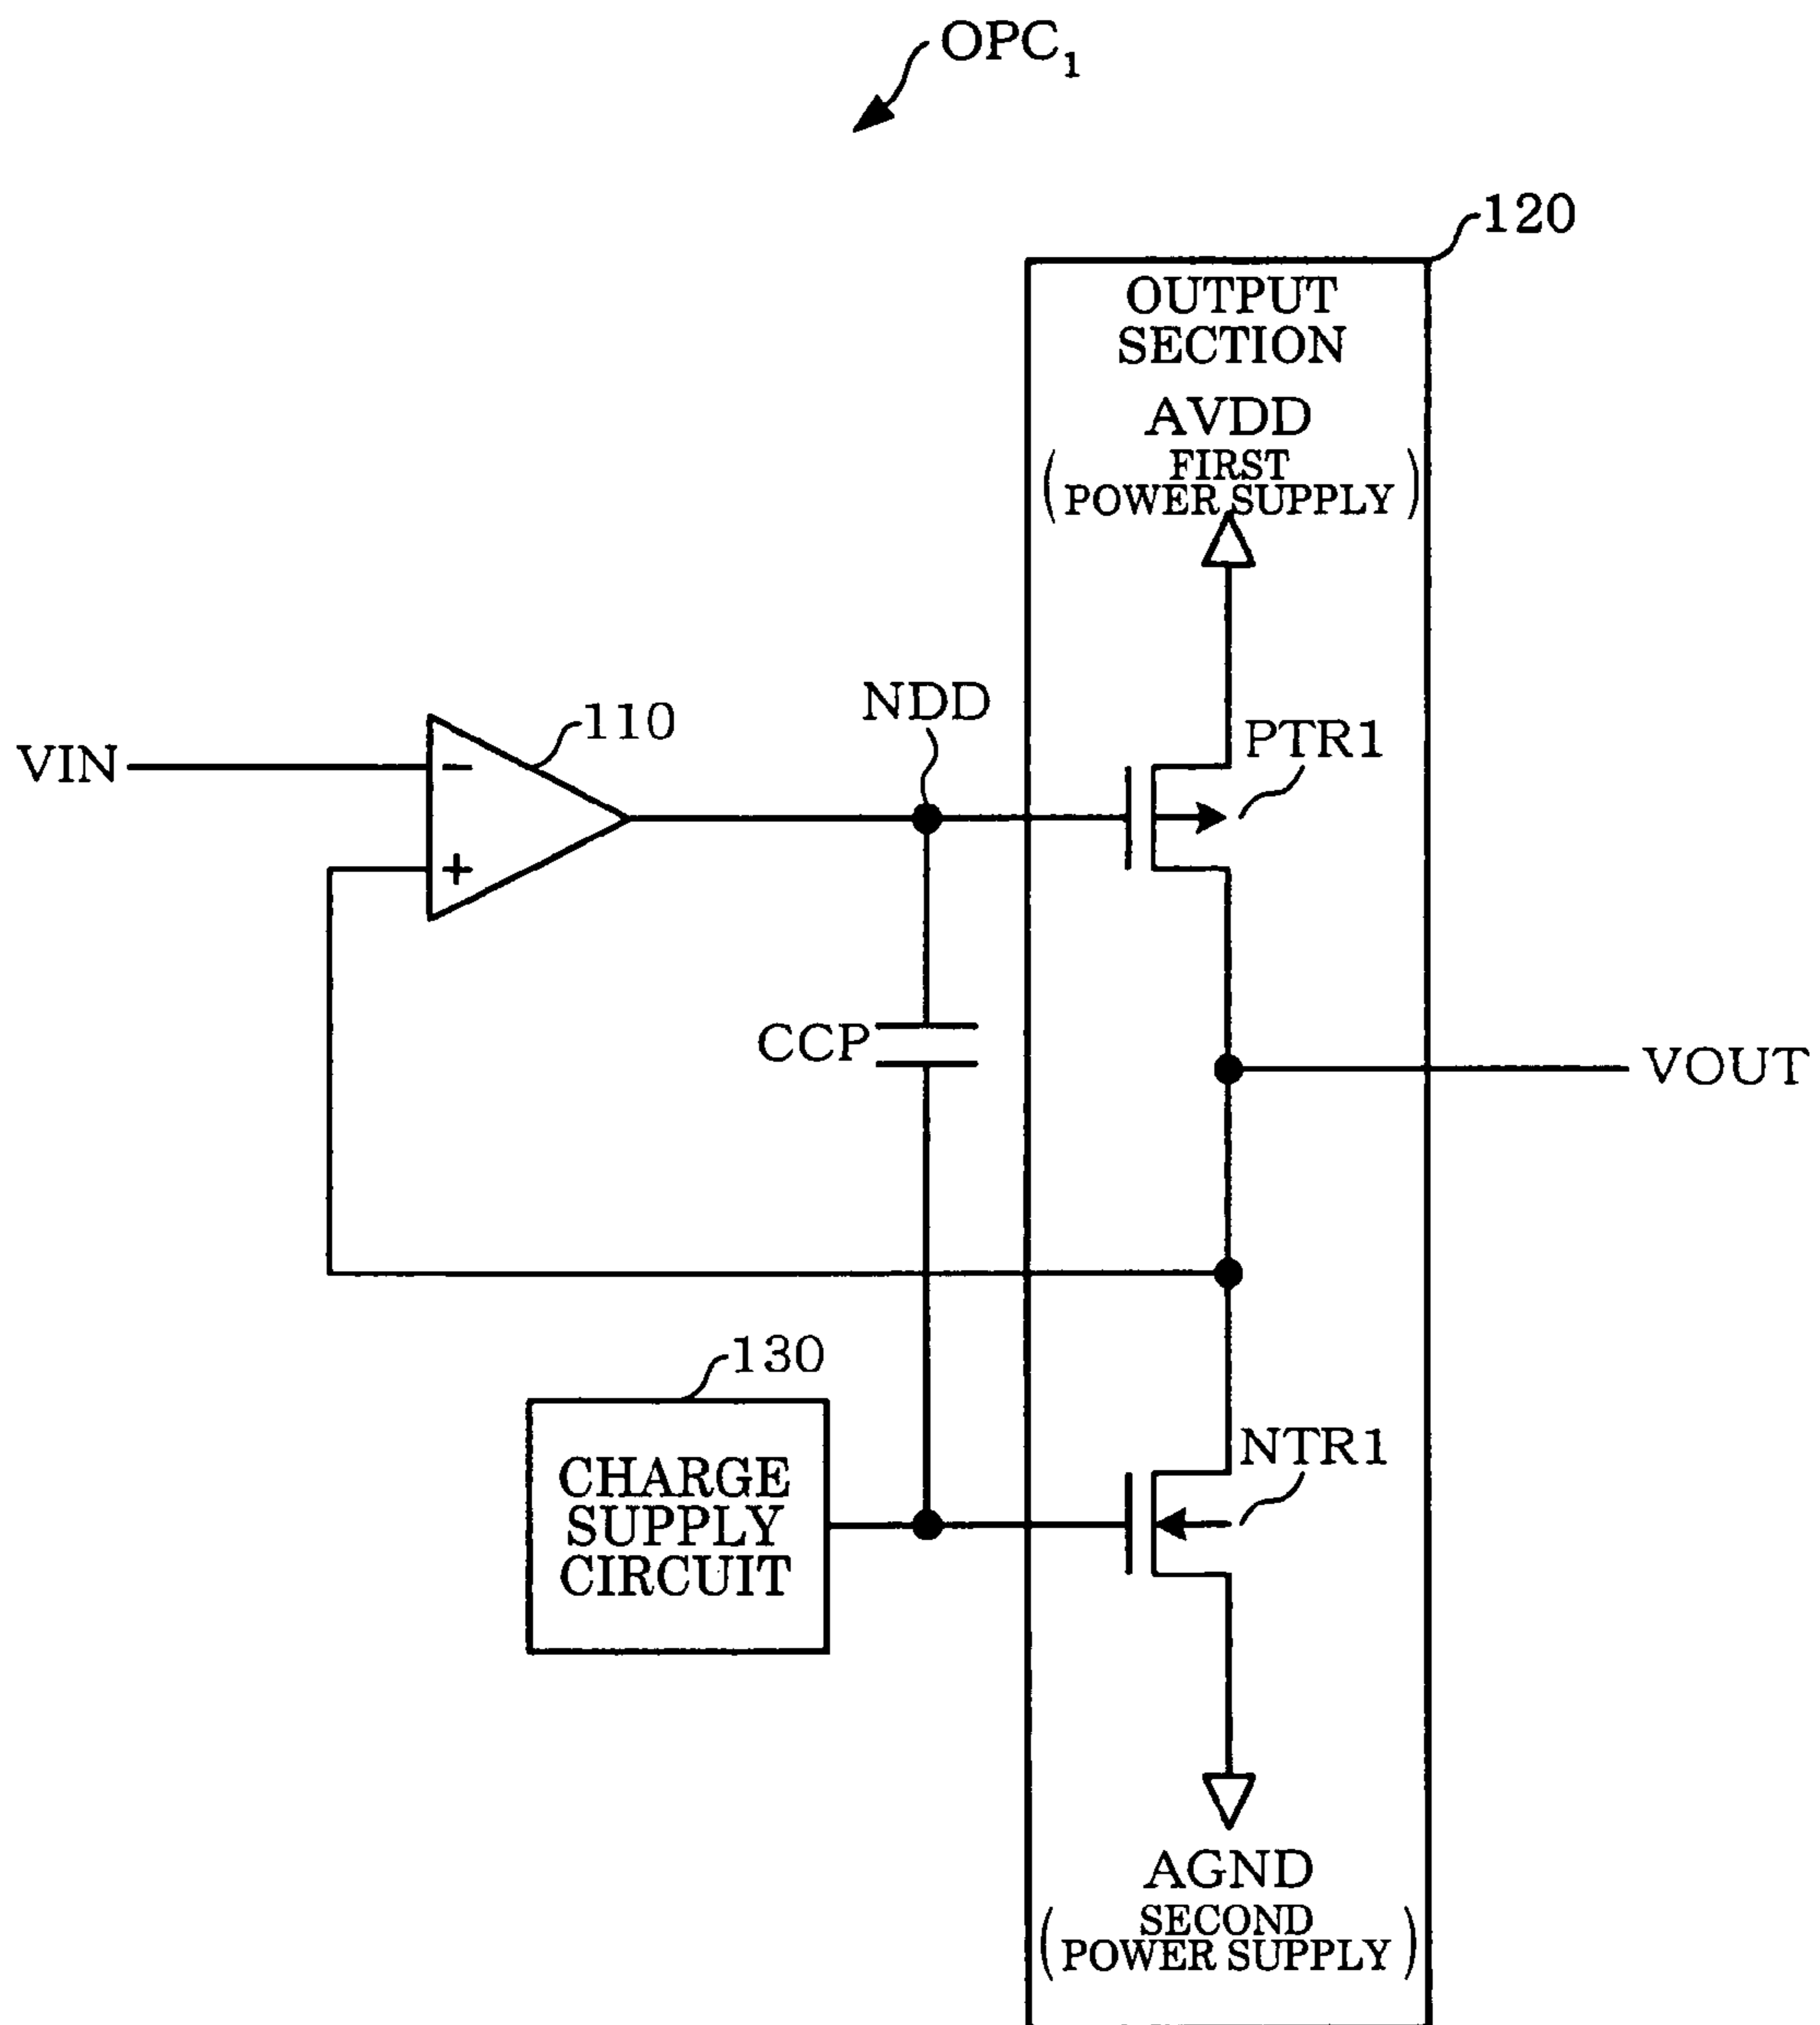 OPC1
120
OUTPUT
SECTION
AVDD
( FIRST
POWER SUPPLY )
NDD
110
PTR1
VIN
-
+
CCP
VOUT
130
NTR1
CHARGE
SUPPLY
CIRCUIT
AGND
( SECOND
POWER SUPPLY )